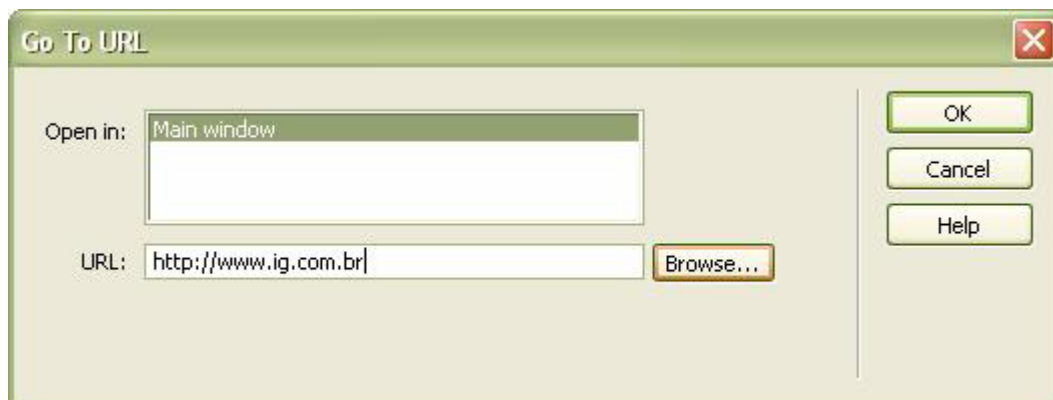 Go To URL
Open in:
Main window
URL:
http://www.ig.com.br
Browse...
OK
Cancel
Help